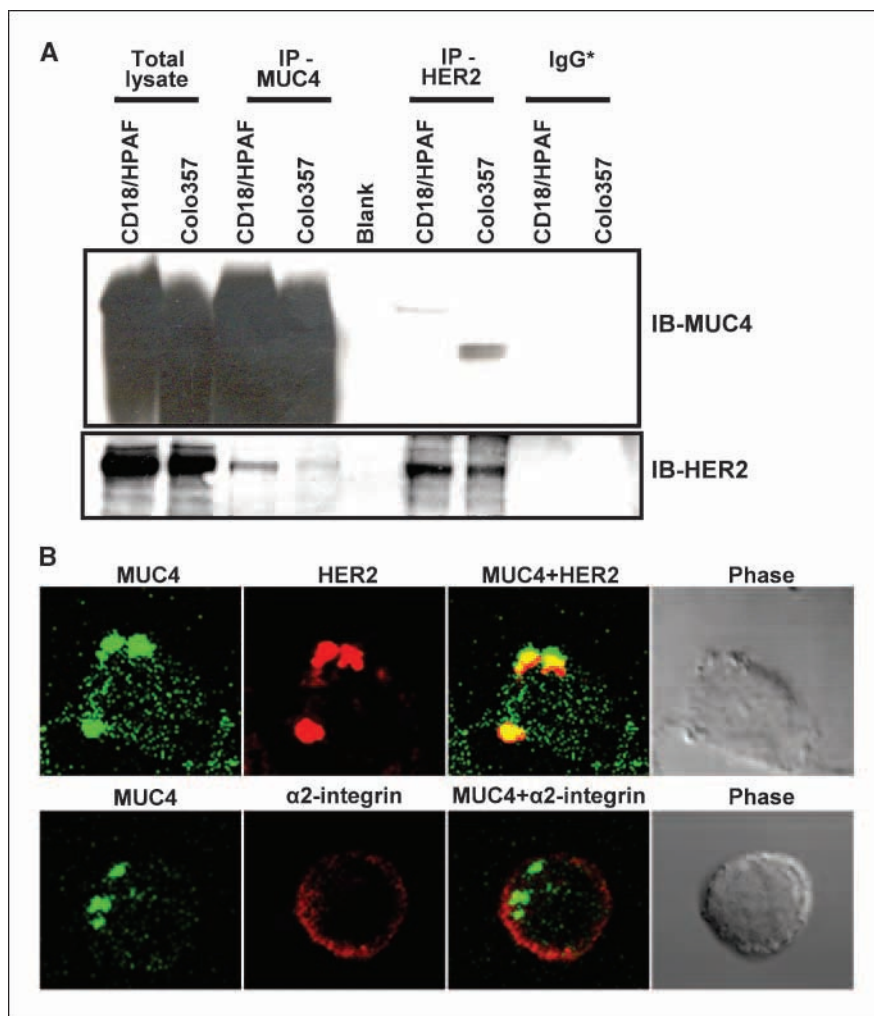 A
Total lysate
IP - MUC4
IP - HER2
IgG*
CD18/HPAF
Colo357
CD18/HPAF
Colo357
Blank
CD18/HPAF
Colo357
CD18/HPAF
Colo357
IB-MUC4
IB-HER2
B
MUC4
HER2
MUC4+HER2
Phase
MUC4
α2-integrin
MUC4+α2-integrin
Phase